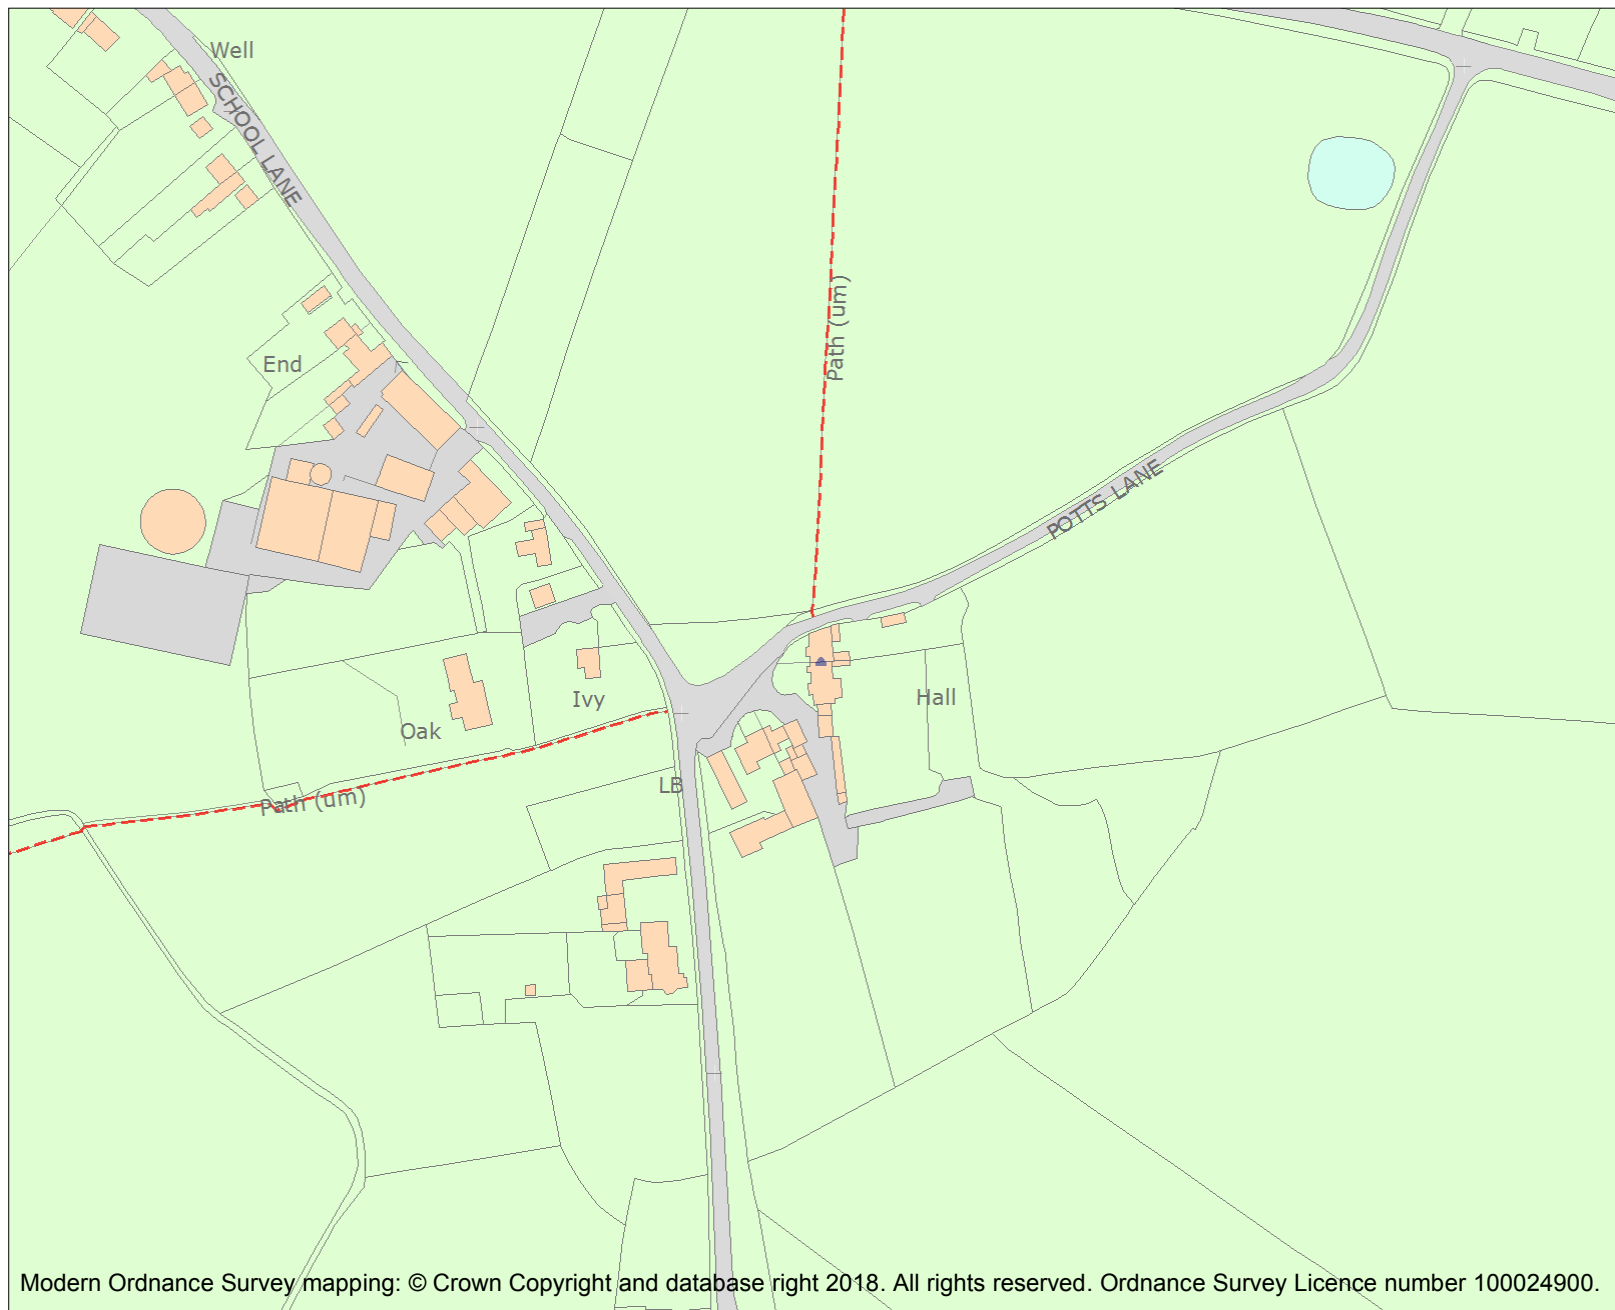 Well
SCHOOL LANE
Path (um)
End
POTTS LANE
Hall
Ivy
Oak
LB
Path (um)
Modern Ordnance Survey mapping: © Crown Copyright and database right 2018. All rights reserved. Ordnance Survey Licence number 100024900.